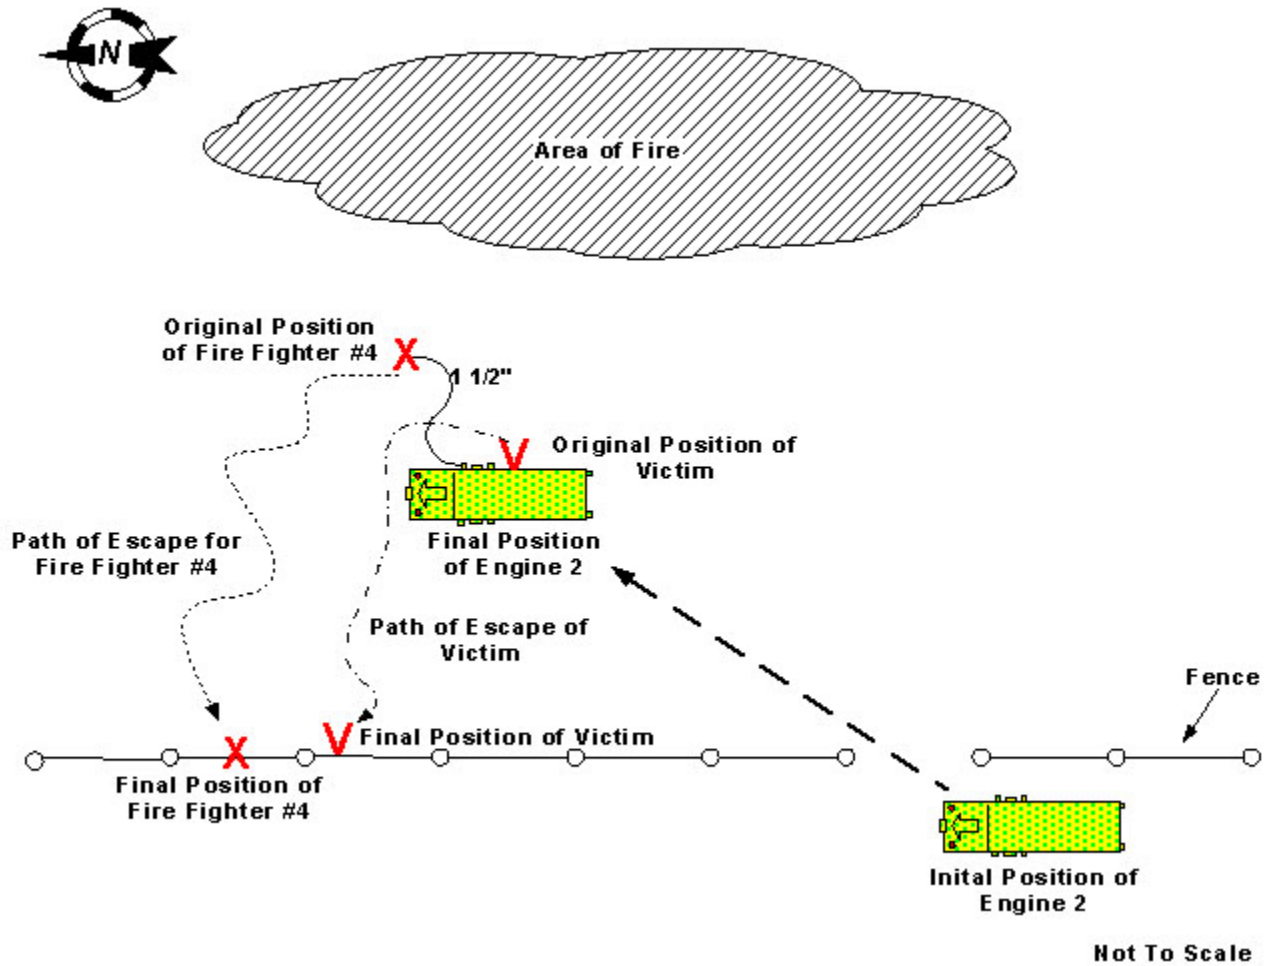 N
Area of Fire
Original Position
of Fire Fighter #4
1 1/2"
Original Position of
Victim
Path of Escape for
Fire Fighter #4
Final Position
of Engine 2
Path of Escape of
Victim
Fence
Final Position of Victim
Final Position of
Fire Fighter #4
Inital Position of
Engine 2
Not To Scale